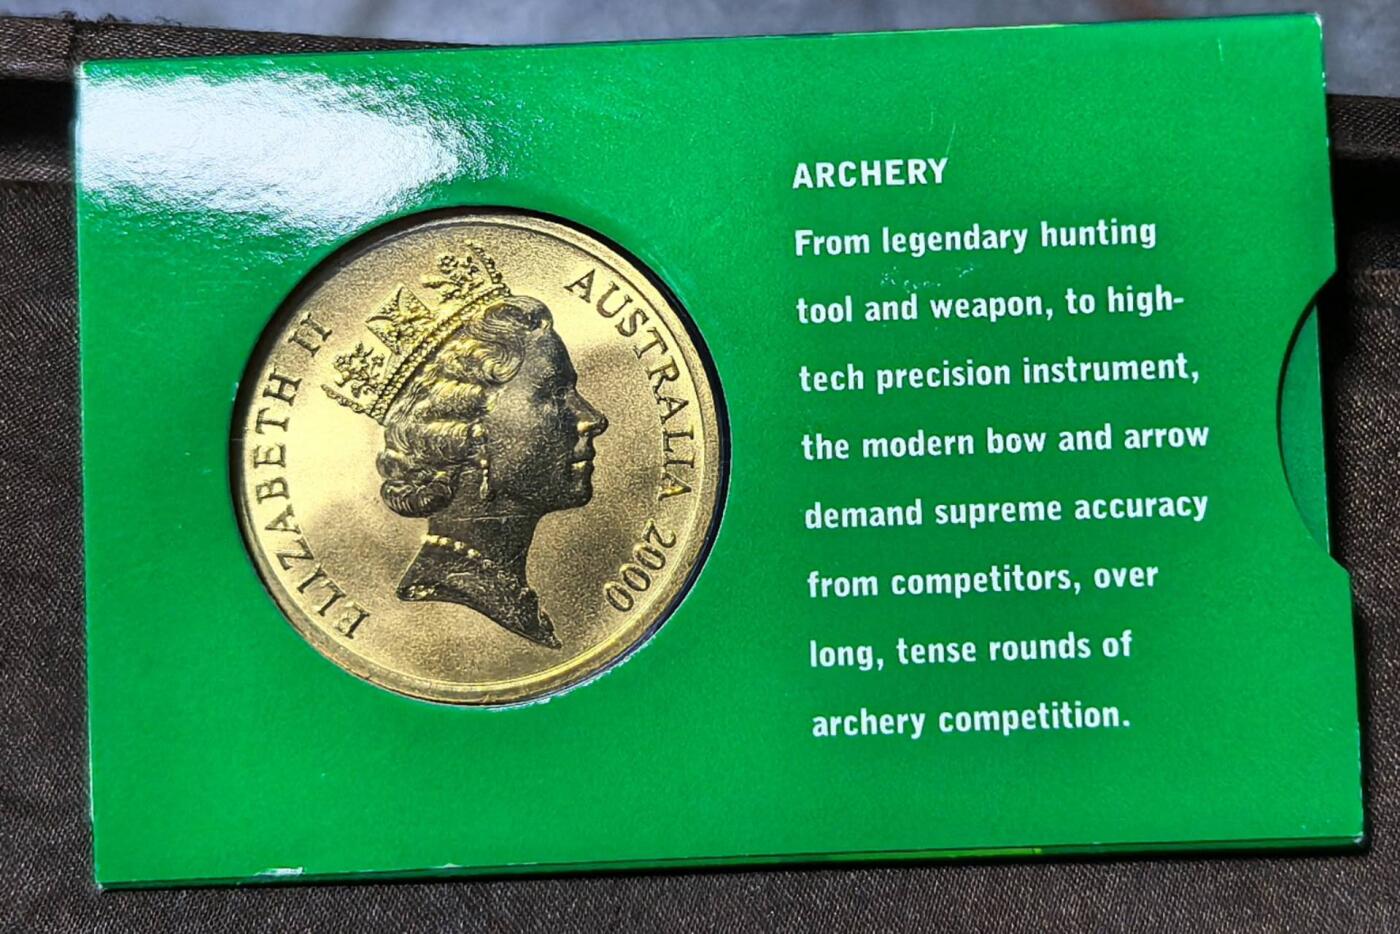 ELIZABETH II
AUSTRALIA 2000
ARCHERY
From legendary hunting
tool and weapon, to high-
tech precision instrument,
the modern bow and arrow
demand supreme accuracy
from competitors, over
long, tense rounds of
archery competition.